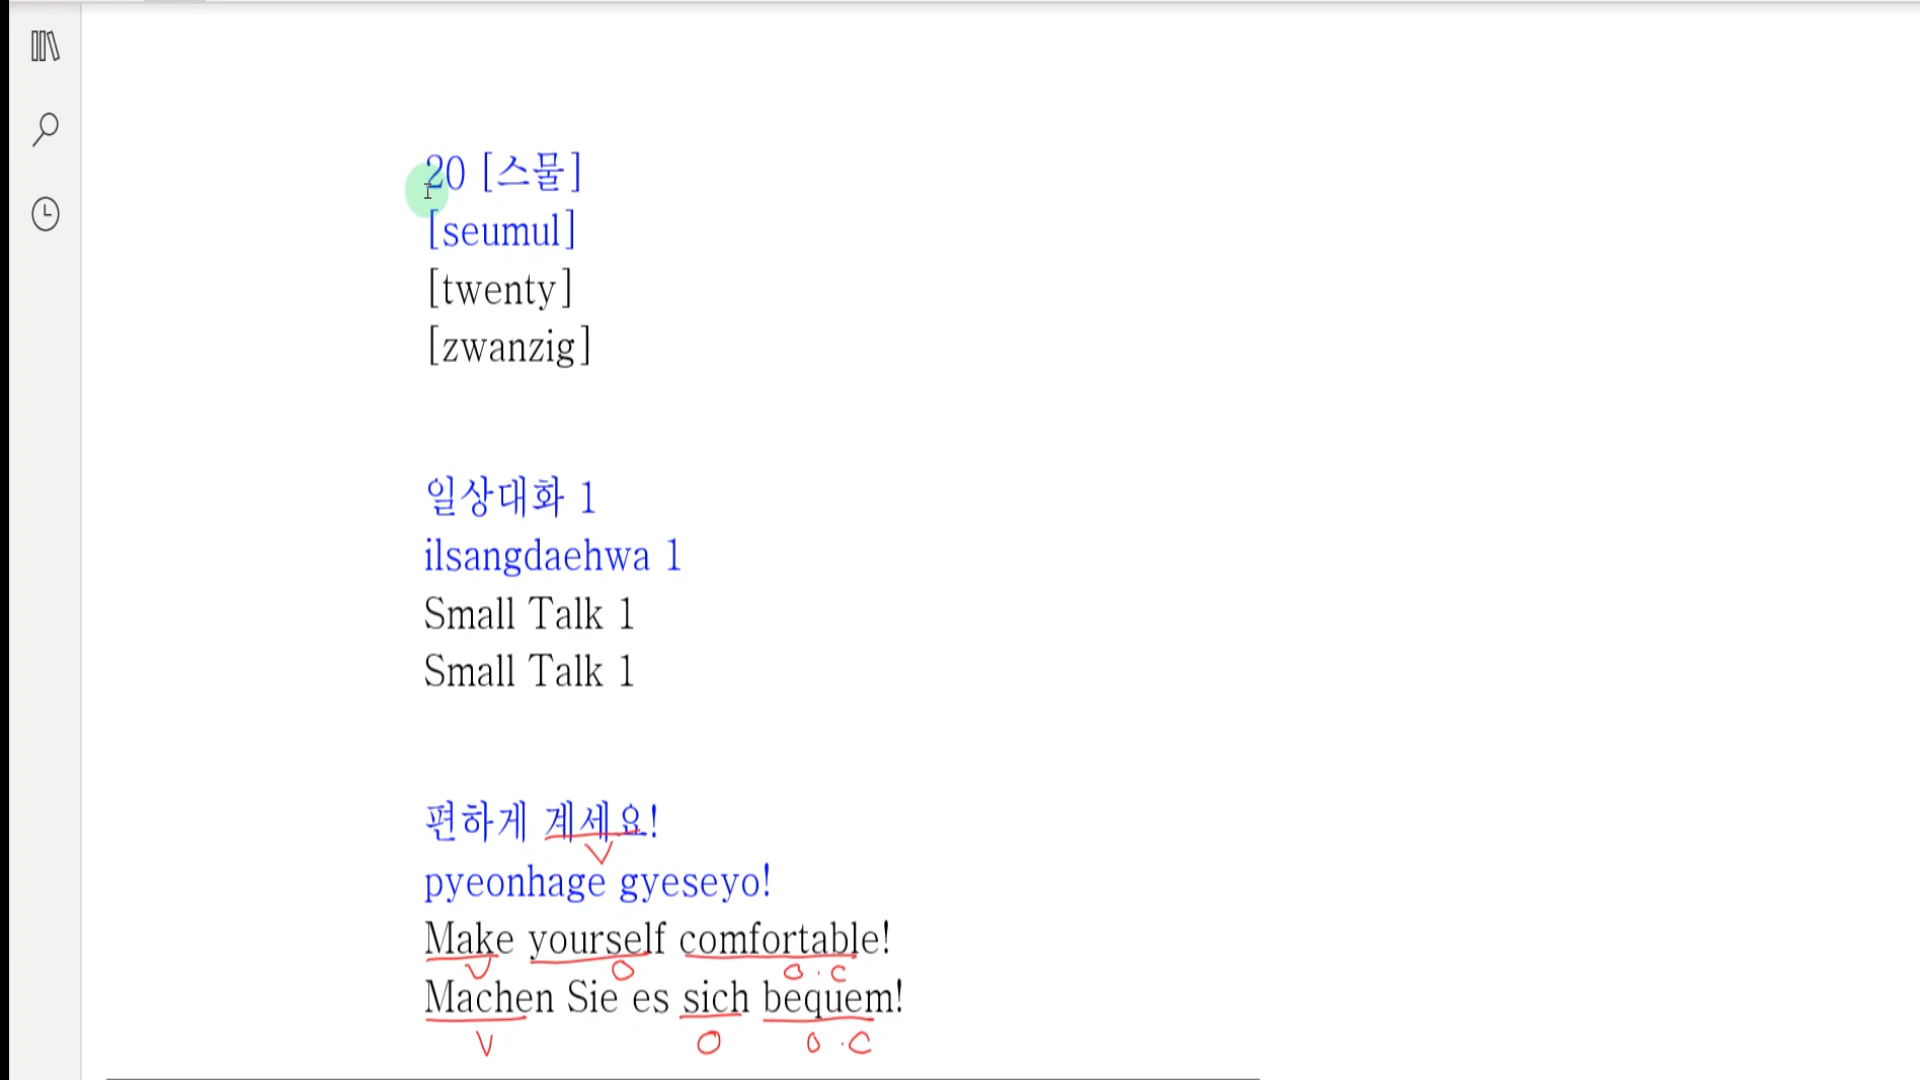 20 [스물]
[seumul]
[twenty]
[zwanzig]
일상대화 1
ilsangdaehwa 1
Small Talk 1
Small Talk 1
편하게 계세요!
V
pyeonhage gyeseyo!
Make yourself comfortable!
V O O.C
Machen Sie es sich bequem!
V O O.C